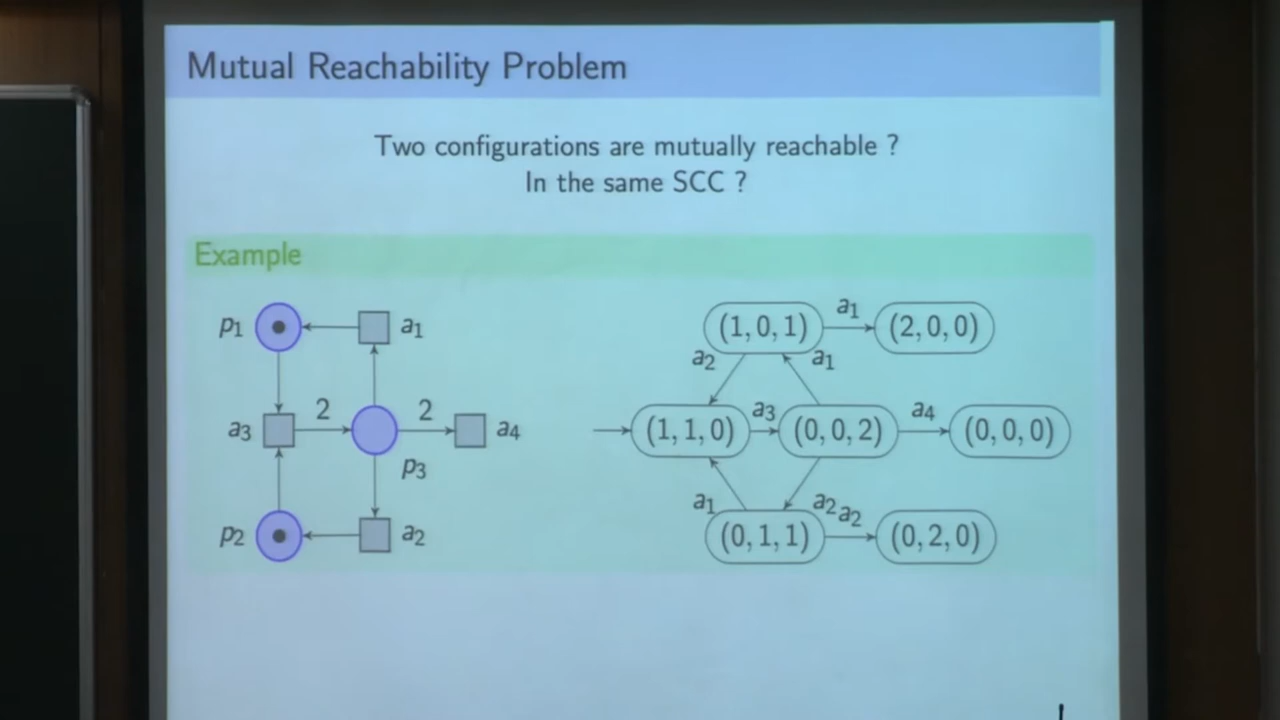 Mutual Reachability Problem
Two configurations are mutually reachable ?
In the same SCC ?
Example
p1
a1
a3
2
2
a4
p3
p2
a2
(1, 0, 1)
a1
(2, 0, 0)
a2
a1
(1, 1, 0)
a3
(0, 0, 2)
a4
(0, 0, 0)
a1
a2
a2
(0, 1, 1)
(0, 2, 0)